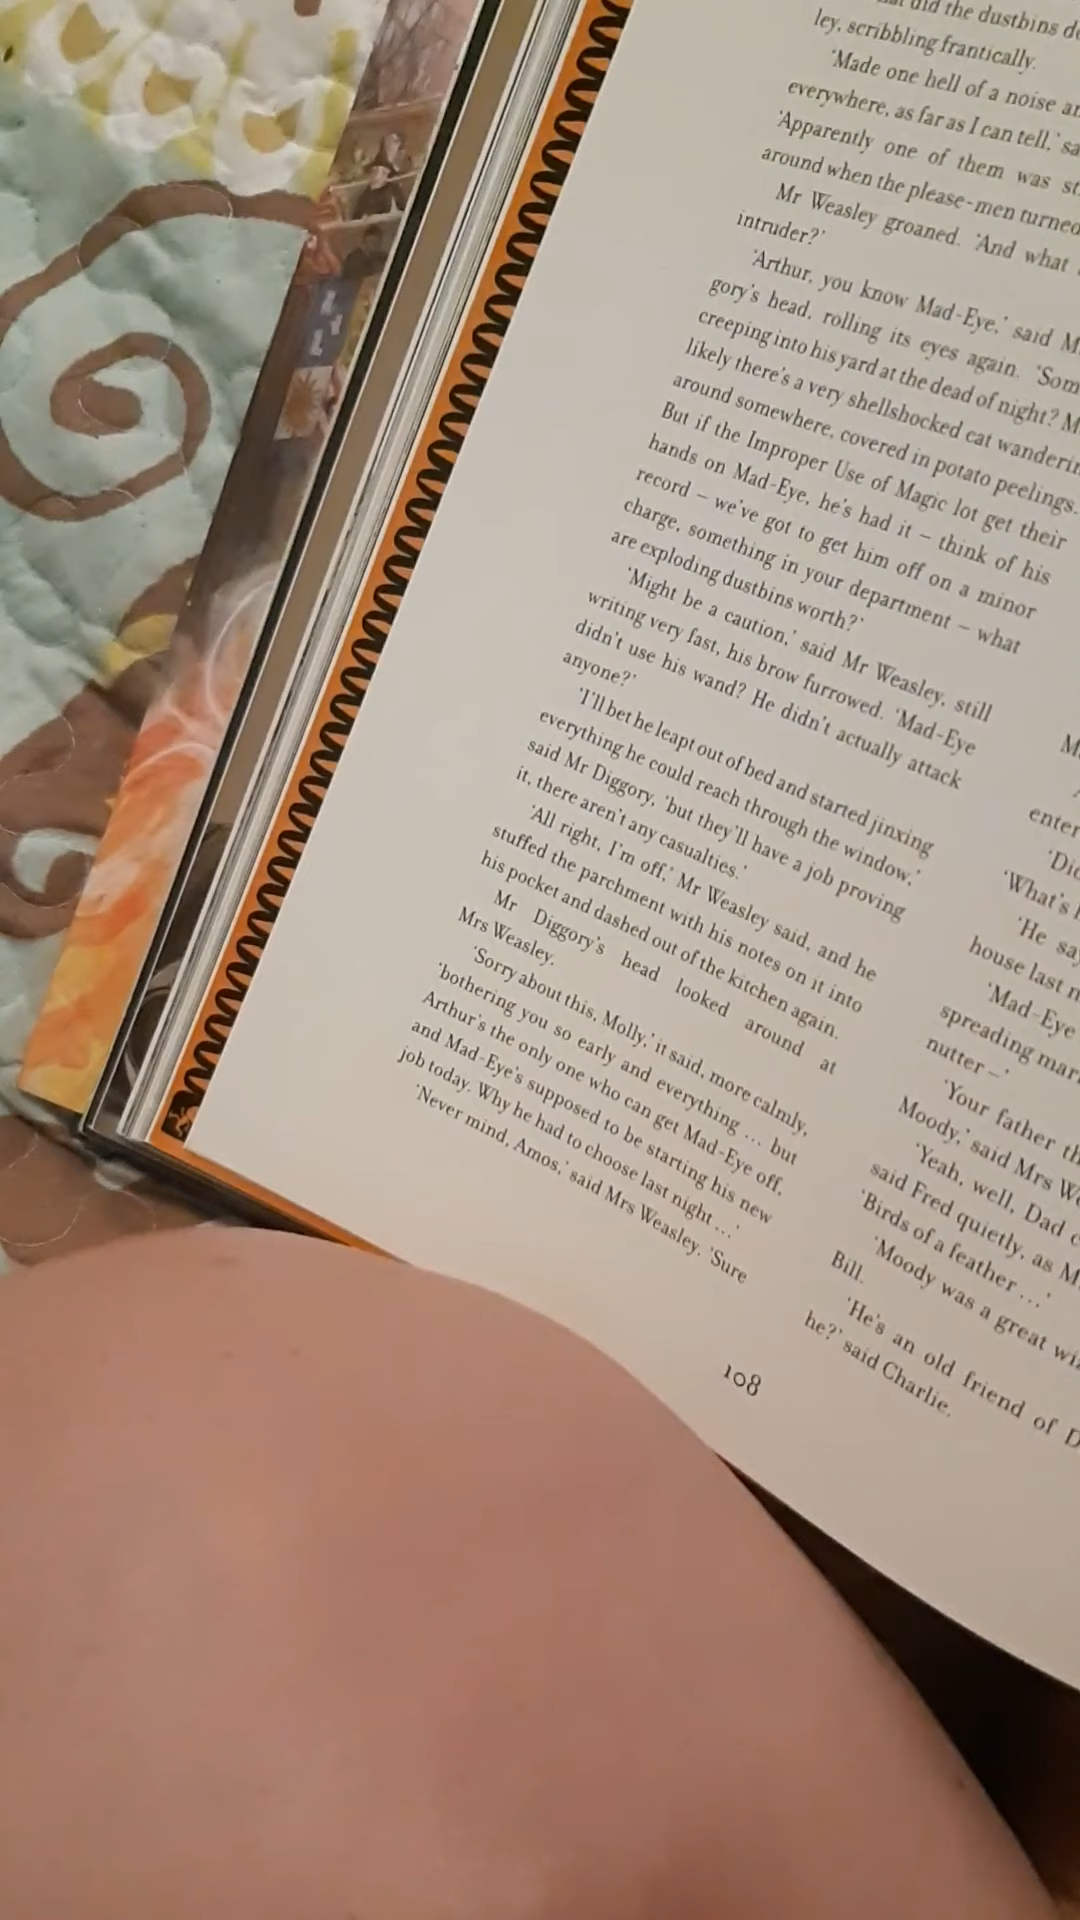 did the dustbins
ley, scribbling frantically.
'Made one hell of a noise
everywhere, as far as I can tell,'
'Apparently one of them was
around when the please-men turned
Mr Weasley groaned. 'And what
intruder?'
'Arthur, you know Mad-Eye,' said
gory's head, rolling its eyes again.
creeping into his yard at the dead of night?
likely there's a very shellshocked cat
around somewhere, covered in potato peelings.
But if the Improper Use of Magic lot get their
hands on Mad-Eye, he's had it – think of his
record – we've got to get him off on a minor
charge, something in your department – what
are exploding dustbins worth?'
'Might be a caution,' said Mr Weasley, still
writing very fast, his brow furrowed. 'Mad-Eye
didn't use his wand? He didn't actually attack
anyone?'
'I'll bet he leapt out of bed and started jinxing
everything he could reach through the window,'
said Mr Diggory, 'but they'll have a job proving
it, there aren't any casualties.'
'All right, I'm off,' Mr Weasley said, and he
stuffed the parchment with his notes on it into
his pocket and dashed out of the kitchen again.
Mr Diggory's head looked around at
Mrs Weasley.
'Sorry about this, Molly,' it said, more calmly,
'bothering you so early and everything ... but
Arthur's the only one who can get Mad-Eye off,
and Mad-Eye's supposed to be starting his new
job today. Why he had to choose last night ...'
'Never mind, Amos,' said Mrs Weasley. 'Sure
enter
'What's
'He
house last
'Mad-Eye
spreading
nutter –'
'Your father
Moody,' said Mrs
'Yeah, well, Dad
said Fred quietly, as
'Birds of a feather ...'
'Moody was a great
Bill.
'He's an old friend of
he?' said Charlie.
108